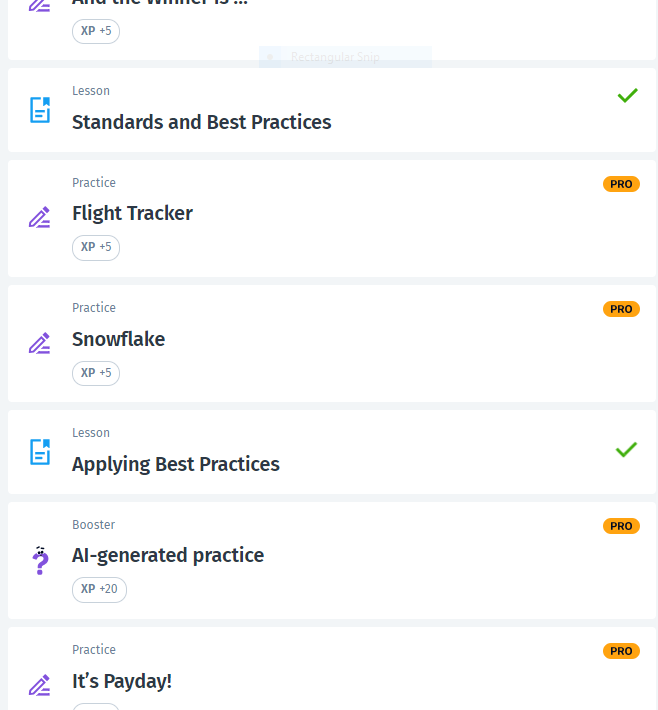 And the Winner is ...
XP +5
Rectangular Snip
Lesson
Standards and Best Practices
Practice
PRO
Flight Tracker
XP +5
Practice
PRO
Snowflake
XP +5
Lesson
Applying Best Practices
Booster
PRO
AI-generated practice
XP +20
Practice
PRO
It’s Payday!